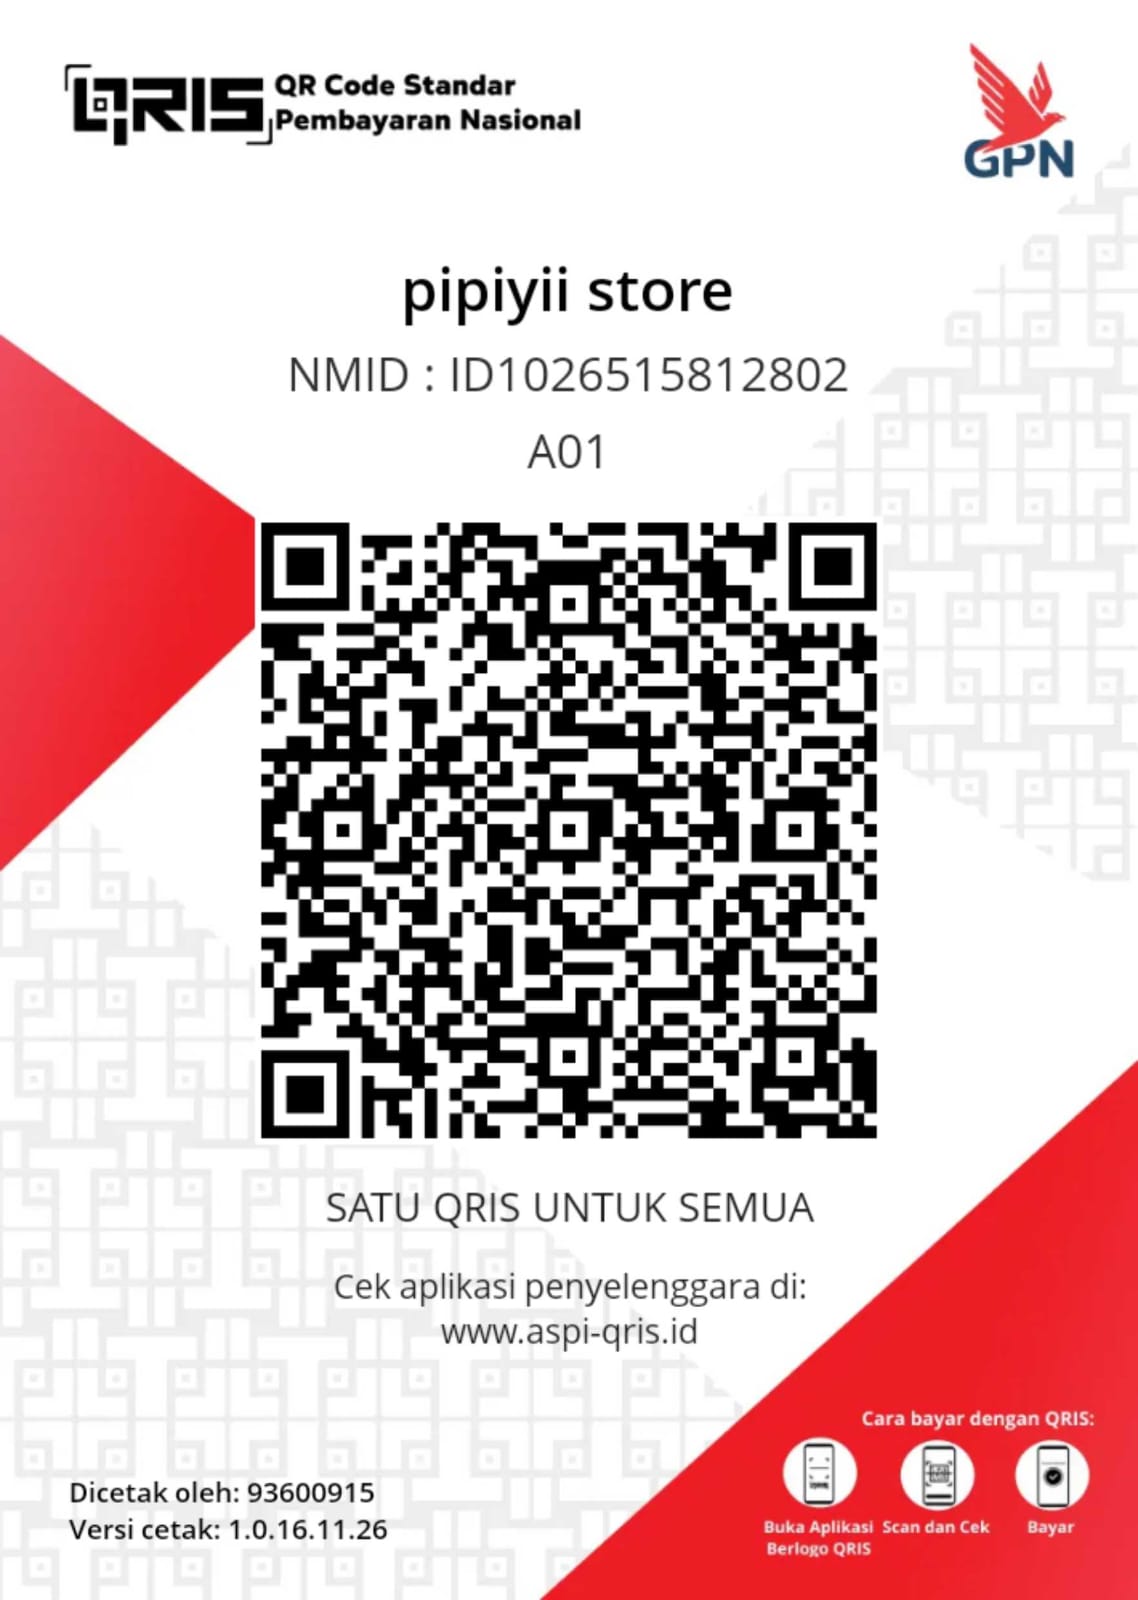 QRIS QR Code Standar
Pembayaran Nasional
GPN
pipiyii store
NMID : ID1026515812802
A01
SATU QRIS UNTUK SEMUA
Cek aplikasi penyelenggara di:
www.aspi-qris.id
Cara bayar dengan QRIS:
Buka Aplikasi Berlogo QRIS
Scan dan Cek
Bayar
Dicetak oleh: 93600915
Versi cetak: 1.0.16.11.26